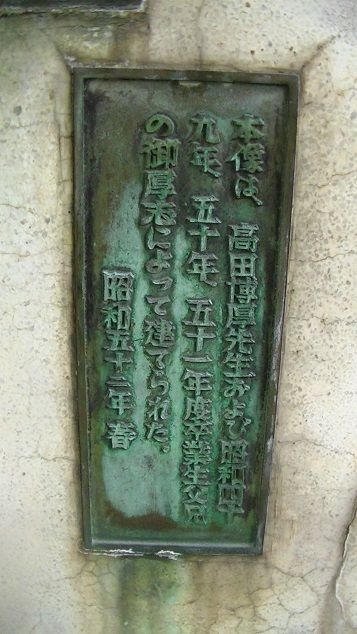 本像は、高田博厚先生および昭和四十
九年、五十年、五十一年度卒業生父兄
の御厚志によって建てられた。
昭和五十三年春